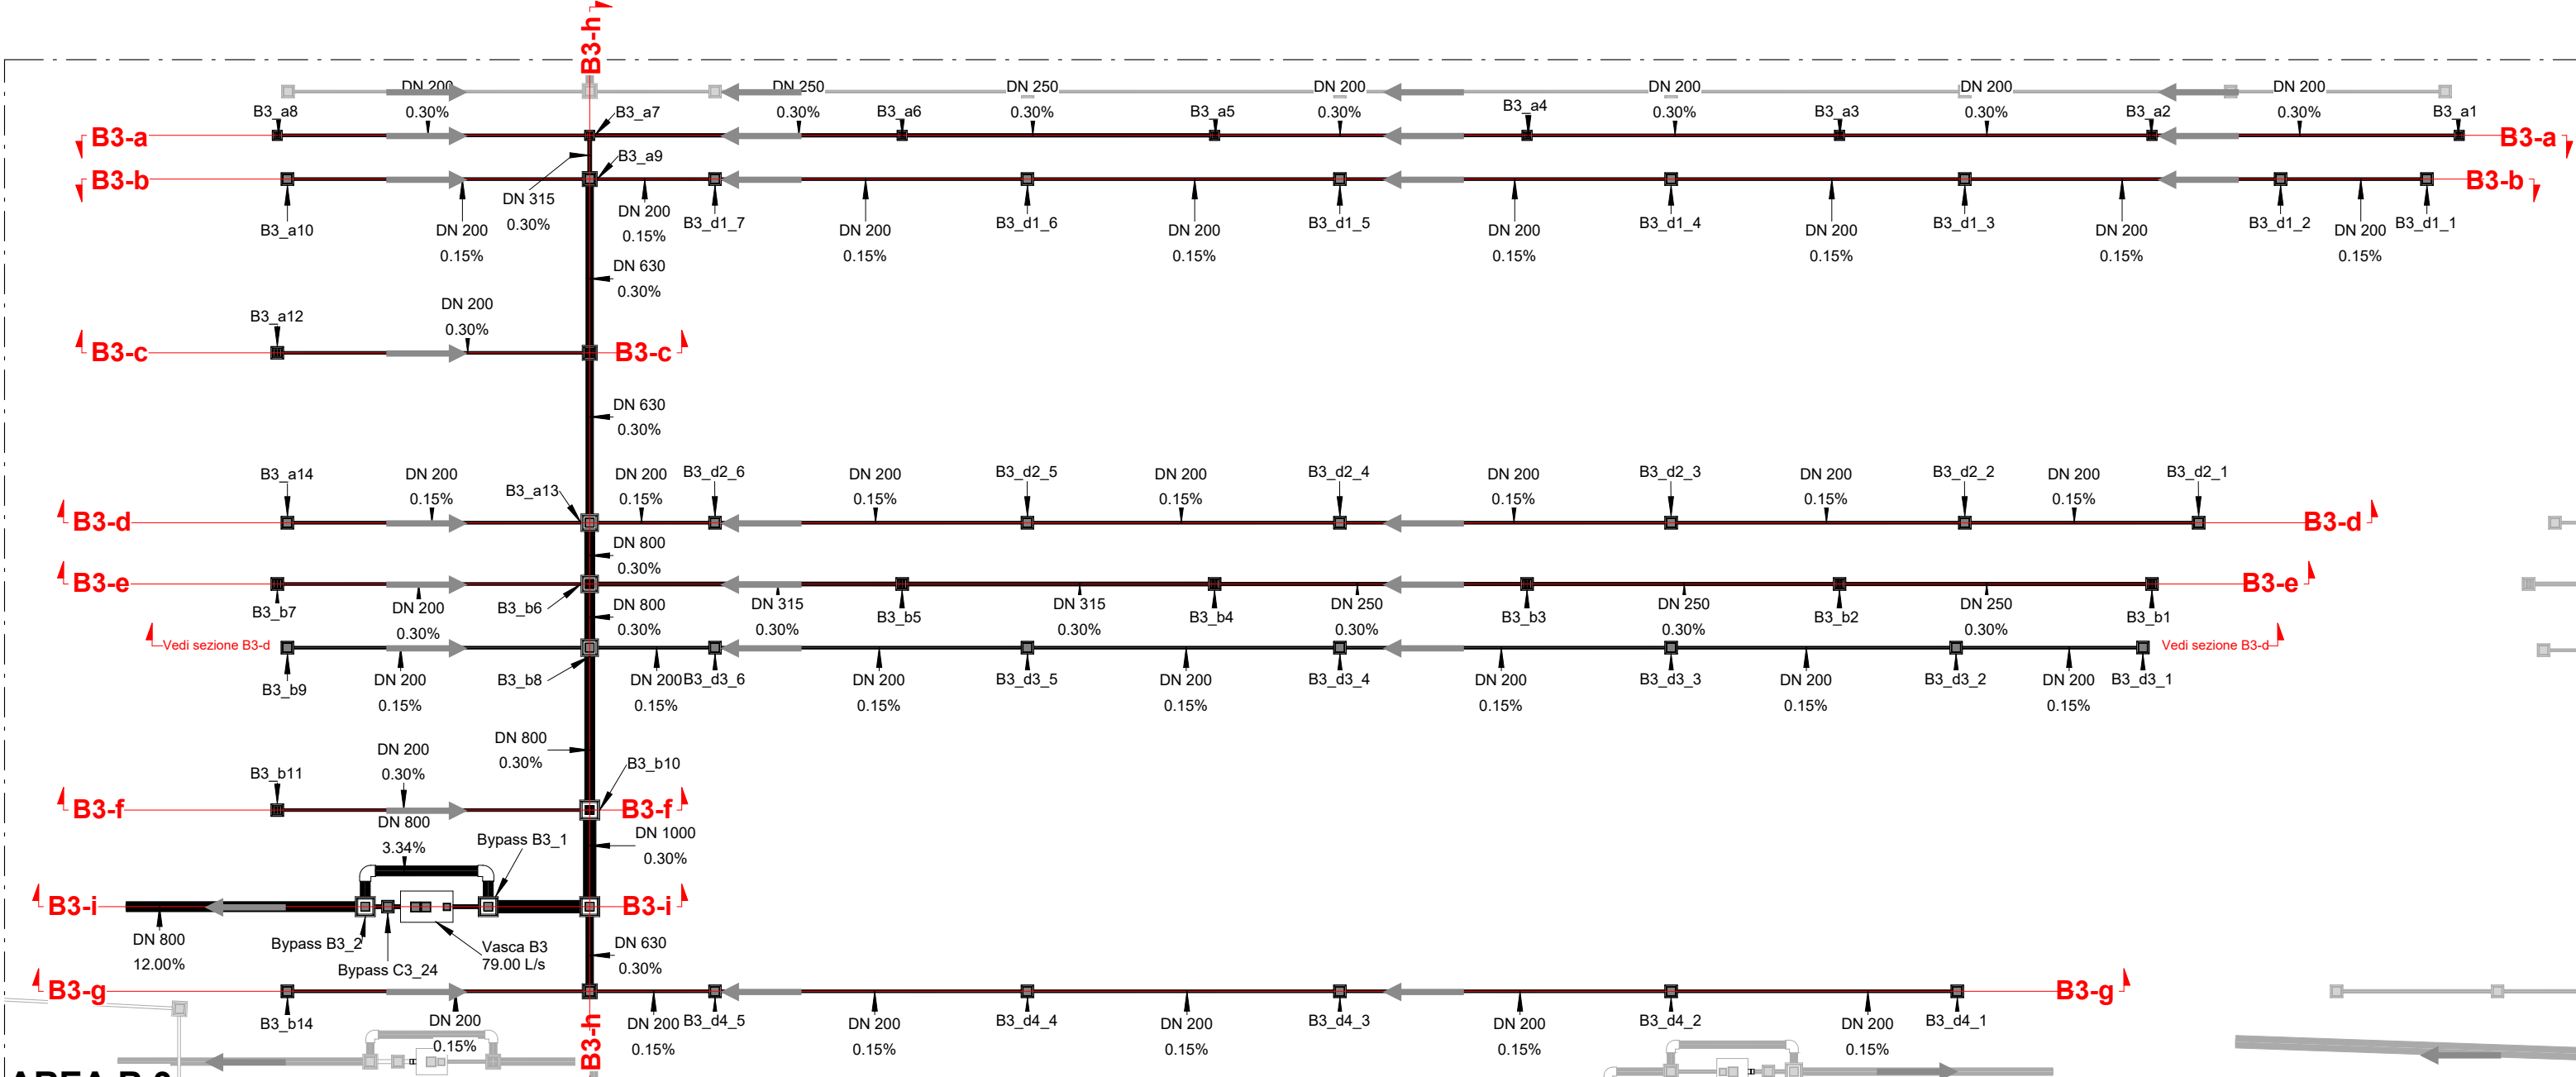 B3-h
DN 200
DN 250
DN 250
DN 200
DN 200
DN 200
DN 200
B3_a8
0.30%
B3_a7
0.30%
B3_a6
0.30%
B3_a5
0.30%
B3_a4
0.30%
B3_a3
0.30%
B3_a2
0.30%
B3_a1
B3-a
B3-a
B3_a9
B3-b
B3-b
DN 315
0.30%
DN 200
0.15%
B3_d1_7
B3_d1_6
B3_d1_5
B3_d1_4
B3_d1_3
B3_d1_2
B3_d1_1
B3_a10
DN 200
0.15%
DN 200
0.15%
DN 200
0.15%
DN 200
0.15%
DN 200
0.15%
DN 200
0.15%
DN 200
0.15%
DN 630
0.30%
B3_a12
DN 200
0.30%
B3-c
B3-c
DN 630
0.30%
B3_a14
DN 200
0.15%
B3_a13
DN 200
0.15%
B3_d2_6
DN 200
0.15%
B3_d2_5
DN 200
0.15%
B3_d2_4
DN 200
0.15%
B3_d2_3
DN 200
0.15%
B3_d2_2
DN 200
0.15%
B3_d2_1
B3-d
B3-d
DN 800
0.30%
B3-e
B3-e
B3_b7
DN 200
0.30%
B3_b6
DN 800
0.30%
DN 315
0.30%
B3_b5
DN 315
0.30%
B3_b4
DN 250
0.30%
B3_b3
DN 250
0.30%
B3_b2
DN 250
0.30%
B3_b1
Vedi sezione B3-d
Vedi sezione B3-d
B3_b9
DN 200
0.15%
B3_b8
DN 200
0.15%
B3_d3_6
DN 200
0.15%
B3_d3_5
DN 200
0.15%
B3_d3_4
DN 200
0.15%
B3_d3_3
DN 200
0.15%
B3_d3_2
DN 200
0.15%
B3_d3_1
DN 800
0.30%
B3_b11
DN 200
0.30%
B3_b10
B3-f
B3-f
DN 800
3.34%
Bypass B3_1
DN 1000
0.30%
B3-i
B3-i
DN 800
12.00%
Bypass B3_2
Bypass C3_24
Vasca B3
79.00 L/s
DN 630
0.30%
B3-g
B3-g
B3_b14
DN 200
0.15%
B3-h
DN 200
0.15%
B3_d4_5
DN 200
0.15%
B3_d4_4
DN 200
0.15%
B3_d4_3
DN 200
0.15%
B3_d4_2
DN 200
0.15%
B3_d4_1